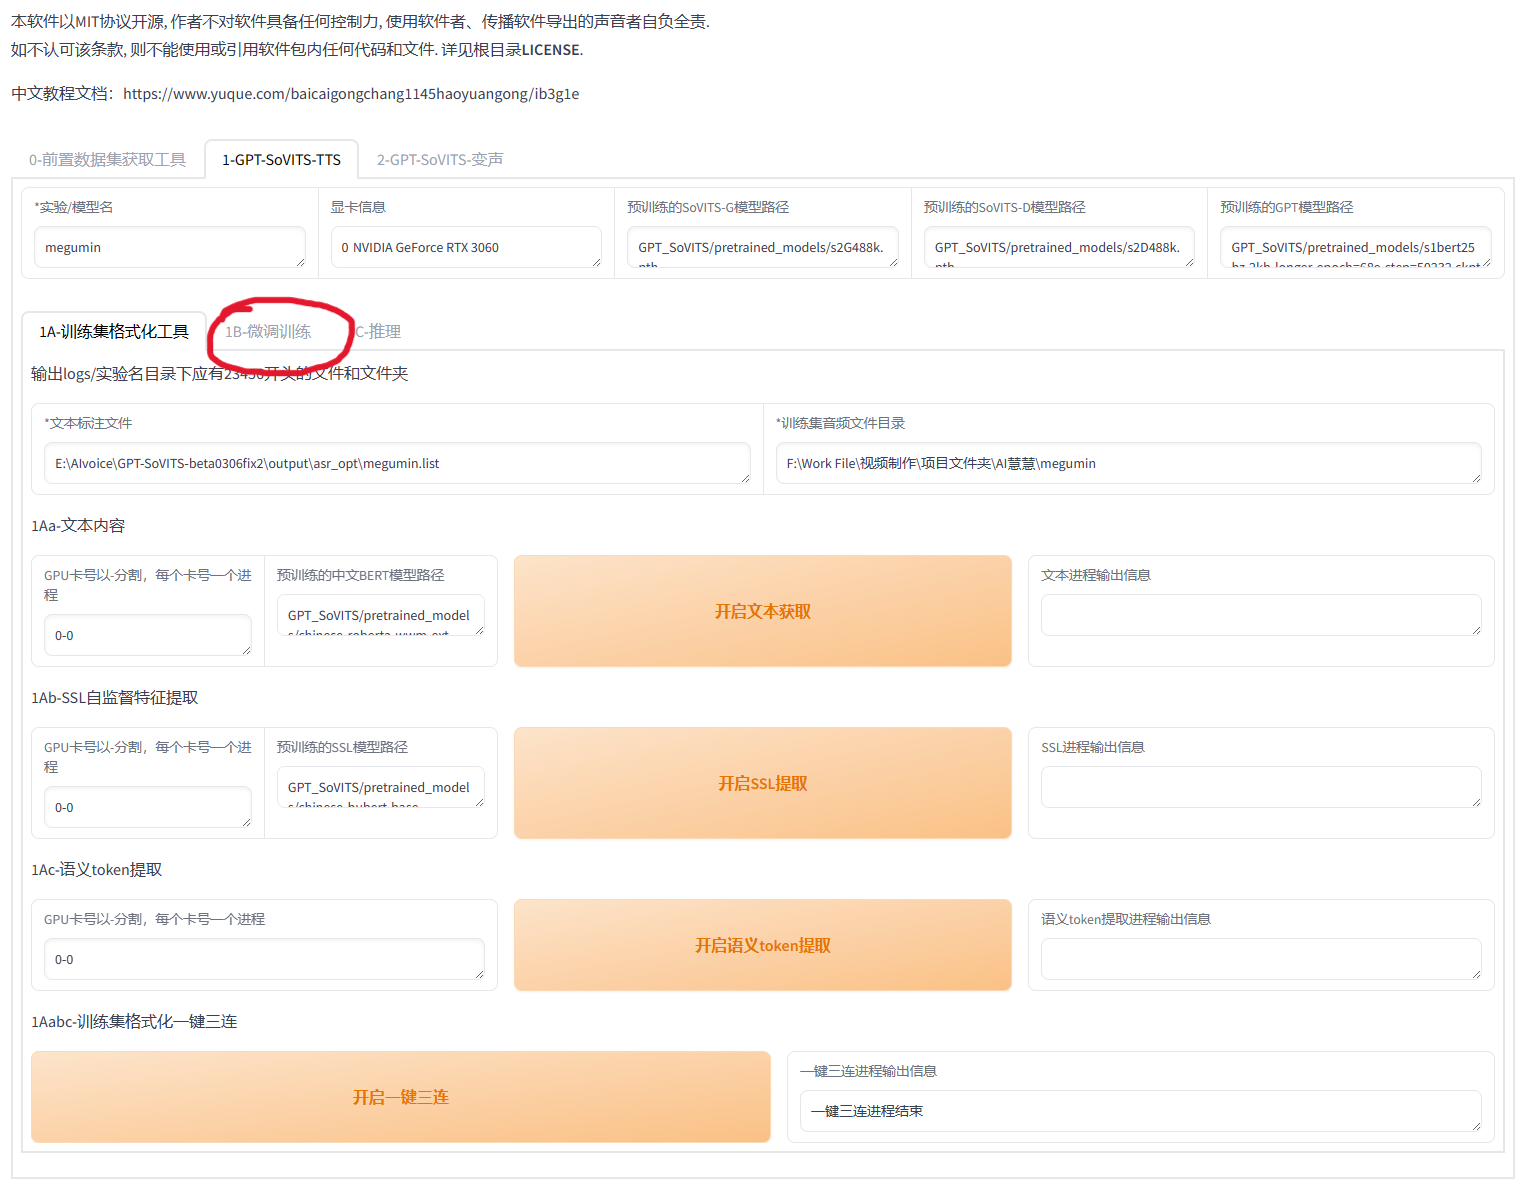 本软件以MIT协议开源, 作者不对软件具备任何控制力, 使用软件者、传播软件导出的声音者自负全责.
如不认可该条款, 则不能使用或引用软件包内任何代码和文件. 详见根目录LICENSE.
中文教程文档：https://www.yuque.com/baicaigongchang1145haoyuangong/ib3g1e
0-前置数据集获取工具 1-GPT-SoVITS-TTS 2-GPT-SoVITS-变声
*实验/模型名 显卡信息 预训练的SoVITS-G模型路径 预训练的SoVITS-D模型路径 预训练的GPT模型路径
megumin 0 NVIDIA GeForce RTX 3060 GPT_SoVITS/pretrained_models/s2G488k. GPT_SoVITS/pretrained_models/s2D488k. GPT_SoVITS/pretrained_models/s1bert25
pth pth hz-2kh-longer-epoch=68e-step=50232.ckpt
1A-训练集格式化工具 1B-微调训练 C-推理
输出logs/实验名目录下应有23456开头的文件和文件夹
*文本标注文件 *训练集音频文件目录
E:\AIvoice\GPT-SoVITS-beta0306fix2\output\asr_opt\megumin.list F:\Work File\视频制作\项目文件夹\AI慧慧\megumin
1Aa-文本内容
GPU卡号以-分割，每个卡号一个进 预训练的中文BERT模型路径 文本进程输出信息
程
GPT_SoVITS/pretrained_model
0-0 s/chinese-roberta-wwm-ext
开启文本获取
1Ab-SSL自监督特征提取
GPU卡号以-分割，每个卡号一个进 预训练的SSL模型路径 SSL进程输出信息
程
GPT_SoVITS/pretrained_model
0-0 s/chinese-hubert-base
开启SSL提取
1Ac-语义token提取
GPU卡号以-分割，每个卡号一个进程 语义token提取进程输出信息
0-0 开启语义token提取
1Aabc-训练集格式化一键三连
一键三连进程输出信息
开启一键三连 一键三连进程结束